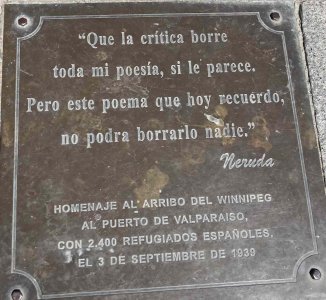 “Que la crítica borre
toda mi poesía, si le parece.
Pero este poema que hoy recuerdo,
no podra borrarlo nadie.”
Neruda
HOMENAJE AL ARRIBO DEL WINNIPEG
AL PUERTO DE VALPARAISO,
CON 2.400 REFUGIADOS ESPAÑOLES,
EL 3 DE SEPTIEMBRE DE 1939